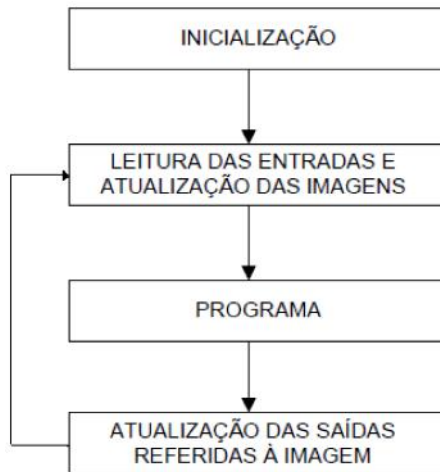 INICIALIZAÇÃO
LEITURA DAS ENTRADAS E
ATUALIZAÇÃO DAS IMAGENS
PROGRAMA
ATUALIZAÇÃO DAS SAÍDAS
REFERIDAS À IMAGEM